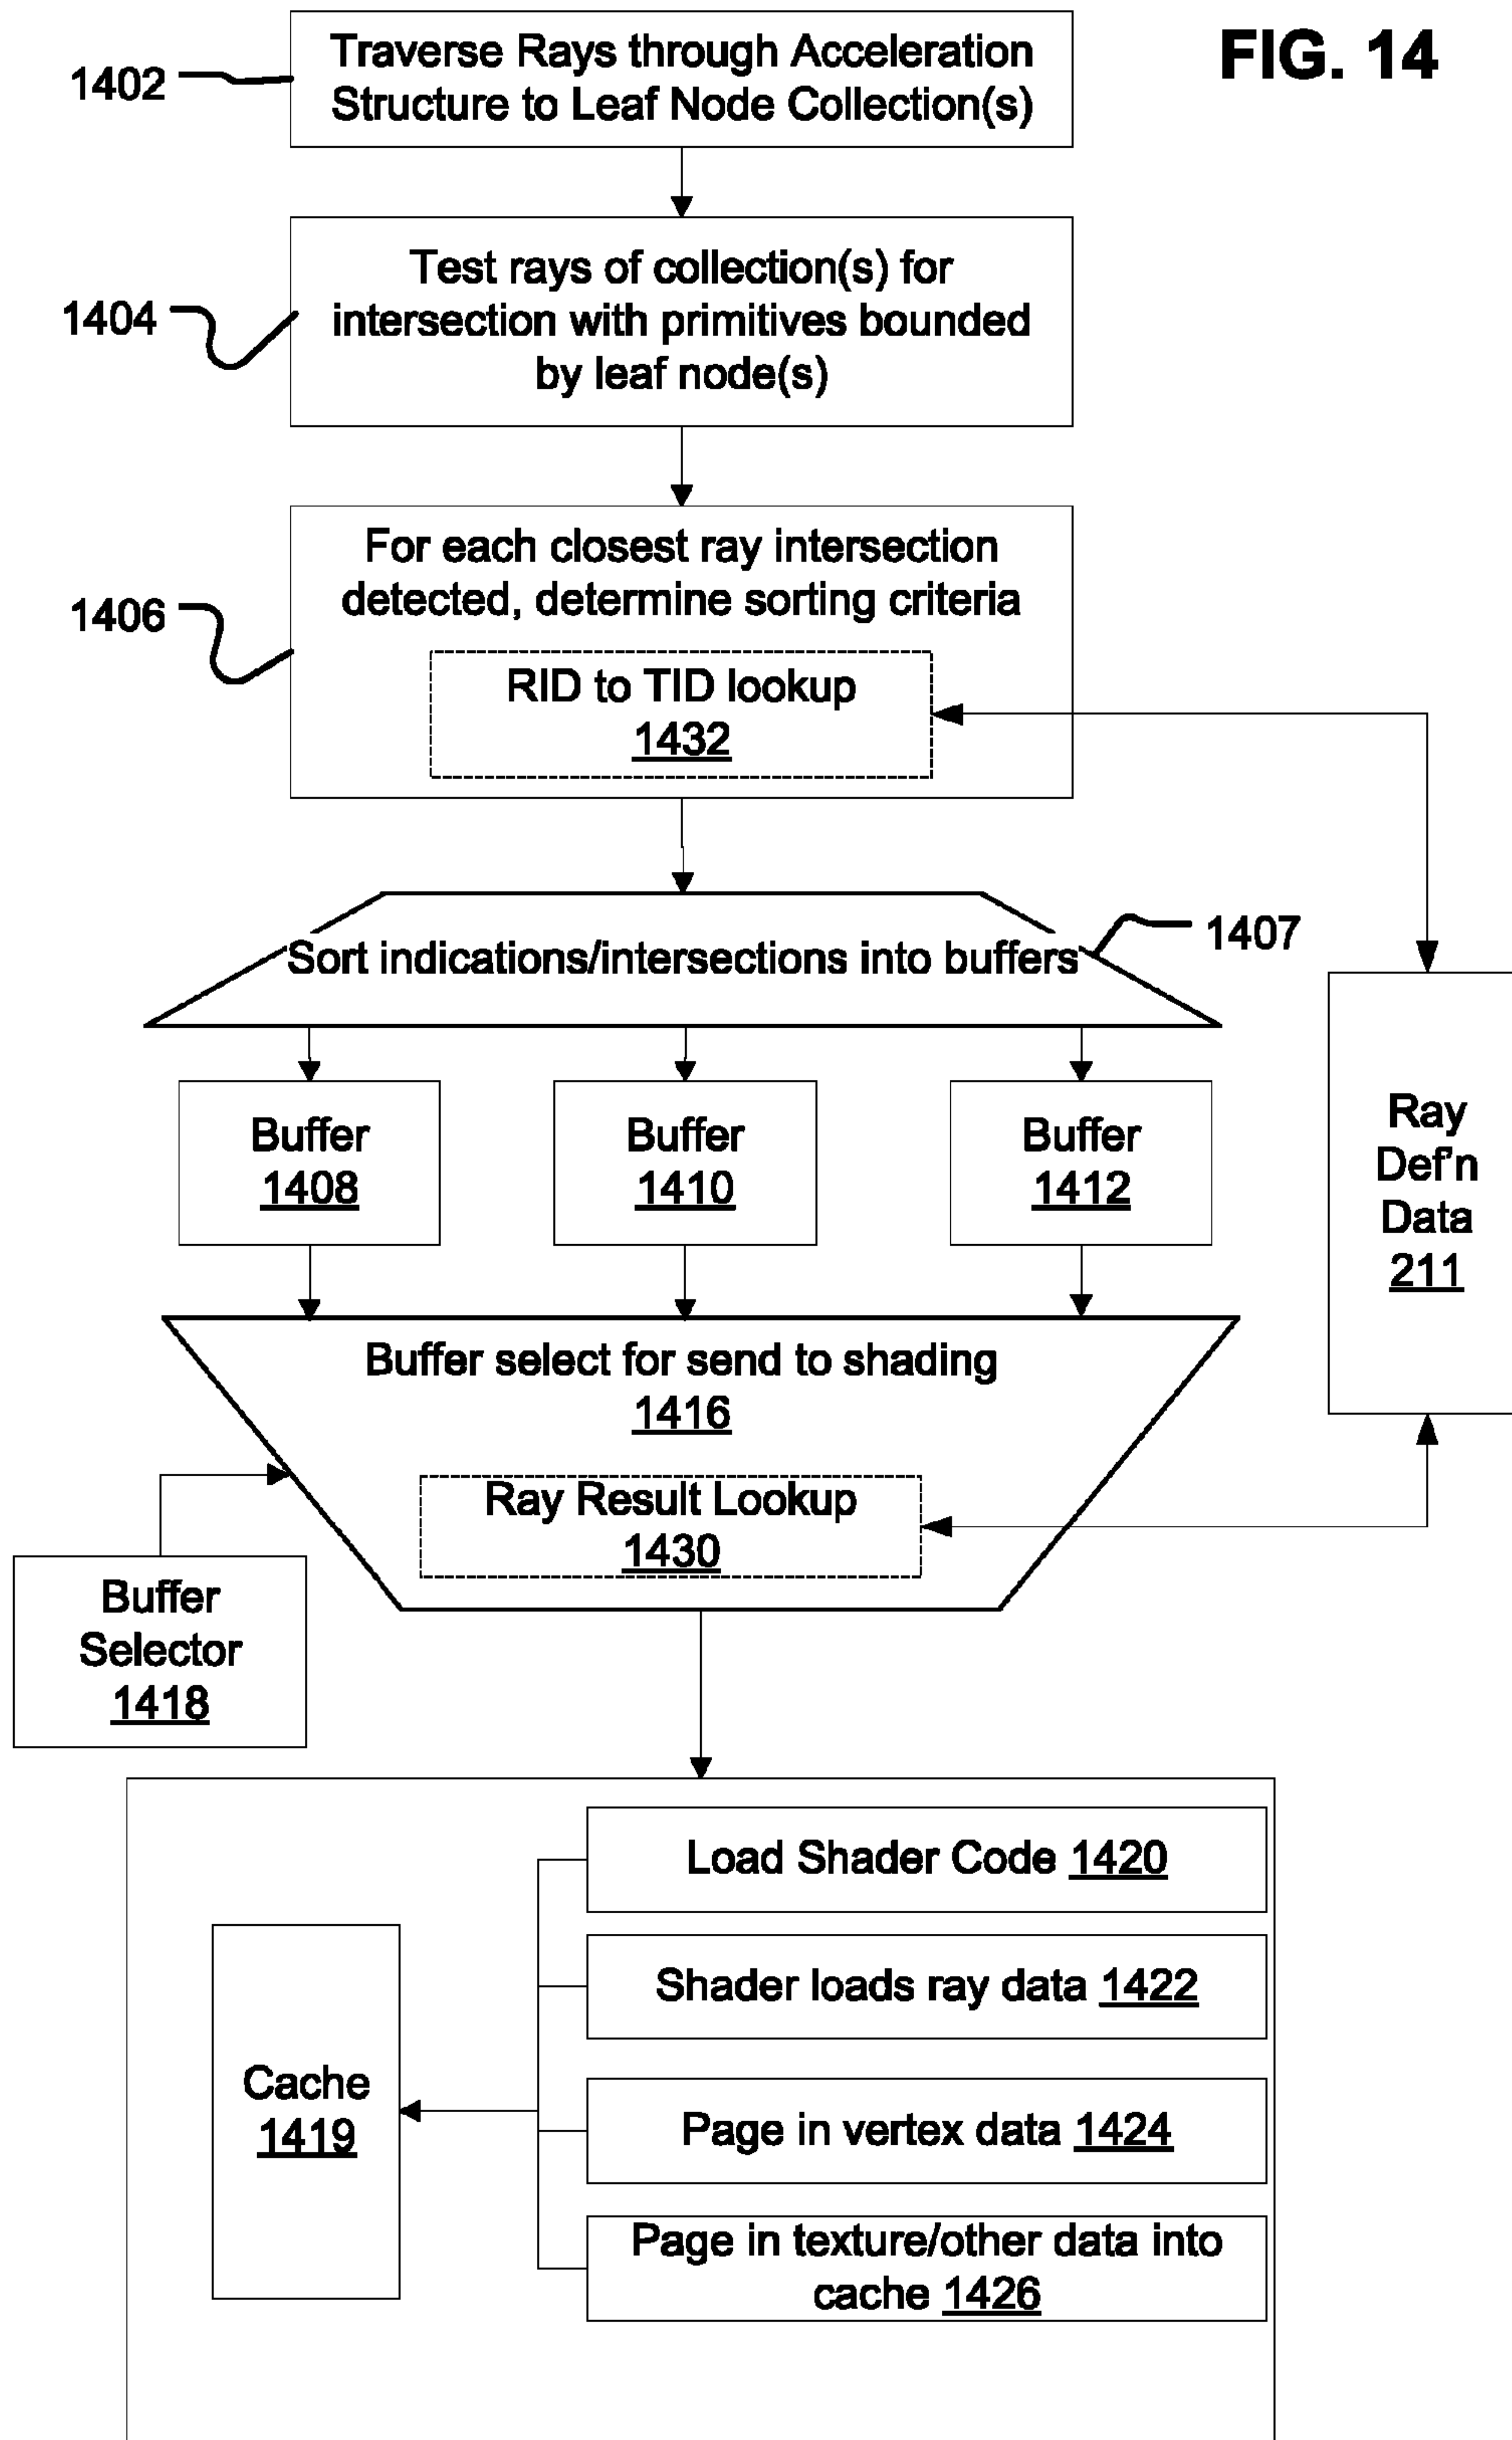 FIG. 14
1402
Traverse Rays through Acceleration
Structure to Leaf Node Collection(s)
1404
Test rays of collection(s) for
intersection with primitives bounded
by leaf node(s)
1406
For each closest ray intersection
detected, determine sorting criteria
RID to TID lookup
1432
Sort indications/intersections into buffers
1407
Buffer
1408
Buffer
1410
Buffer
1412
Ray
Def'n
Data
211
Buffer select for send to shading
1416
Ray Result Lookup
1430
Buffer
Selector
1418
Load Shader Code 1420
Shader loads ray data 1422
Cache
1419
Page in vertex data 1424
Page in texture/other data into
cache 1426